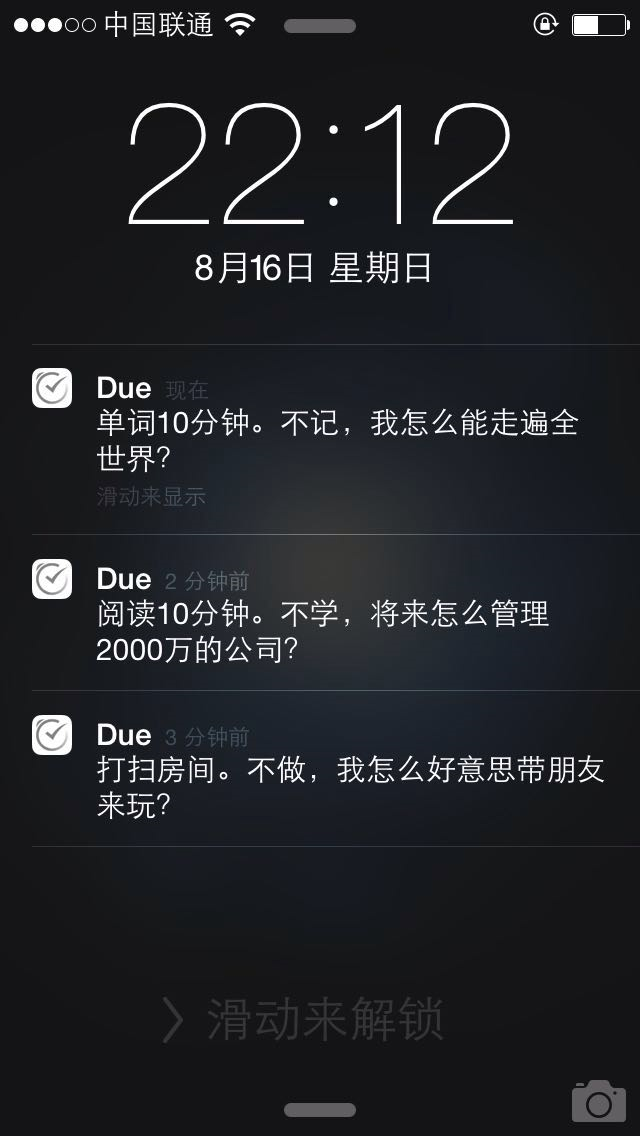 中国联通
22:12
8月16日 星期日
Due 现在
单词10分钟。不记，我怎么能走遍全
世界？
滑动来显示
Due 2 分钟前
阅读10分钟。不学，将来怎么管理
2000万的公司？
Due 3 分钟前
打扫房间。不做，我怎么好意思带朋友
来玩？
滑动来解锁